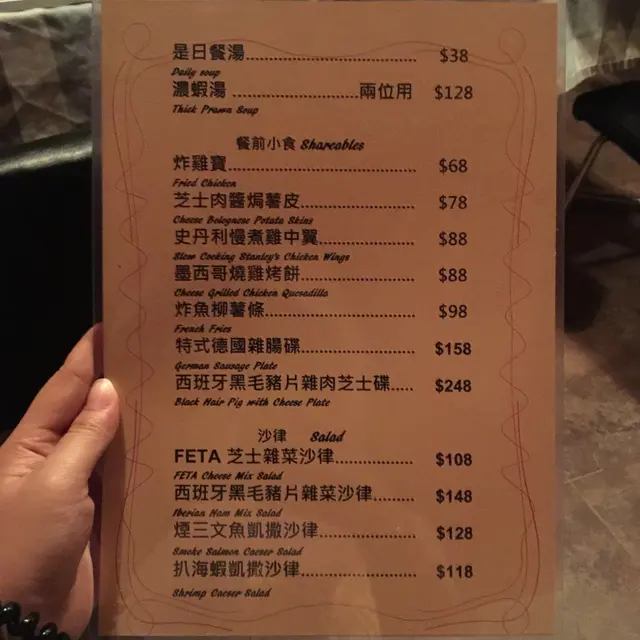 是日餐湯..............................$38
Daily soup
濃蝦湯 ......................兩位用 $128
Thick Prawn Soup
餐前小食 Shareables
炸雞寶..............................$68
Fried Chicken
芝士肉醬焗薯皮....................$78
Cheese Bolognese Potato Skins
史丹利慢煮雞中翼................$88
Slow Cooking Stanley's Chicken Wings
墨西哥燒雞烤餅....................$88
Cheese Grilled Chicken Quesadilla
炸魚柳薯條..........................$98
French Fries
特式德國雜腸碟....................$158
German Sausage Plate
西班牙黑毛豬片雜肉芝士碟.....$248
Black Hair Pig with Cheese Plate
沙律 Salad
FETA 芝士雜菜沙律..............$108
FETA Cheese Mix Salad
西班牙黑毛豬片雜菜沙律.......$148
Iberian Ham Mix Salad
煙三文魚凱撒沙律................$128
Smoke Salmon Caeser Salad
扒海蝦凱撒沙律....................$118
Shrimp Caeser Salad